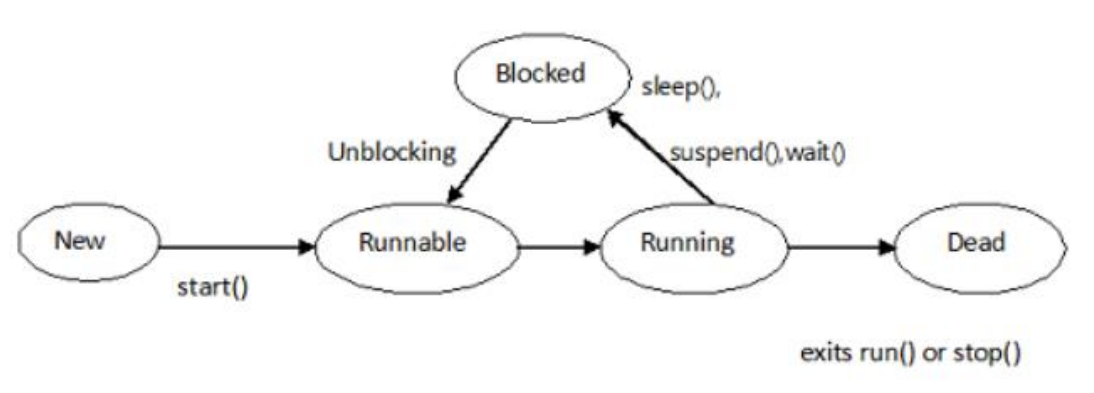 Blocked
sleep(),
Unblocking
suspend(),wait()
New
Runnable
Running
Dead
start()
exits run() or stop()